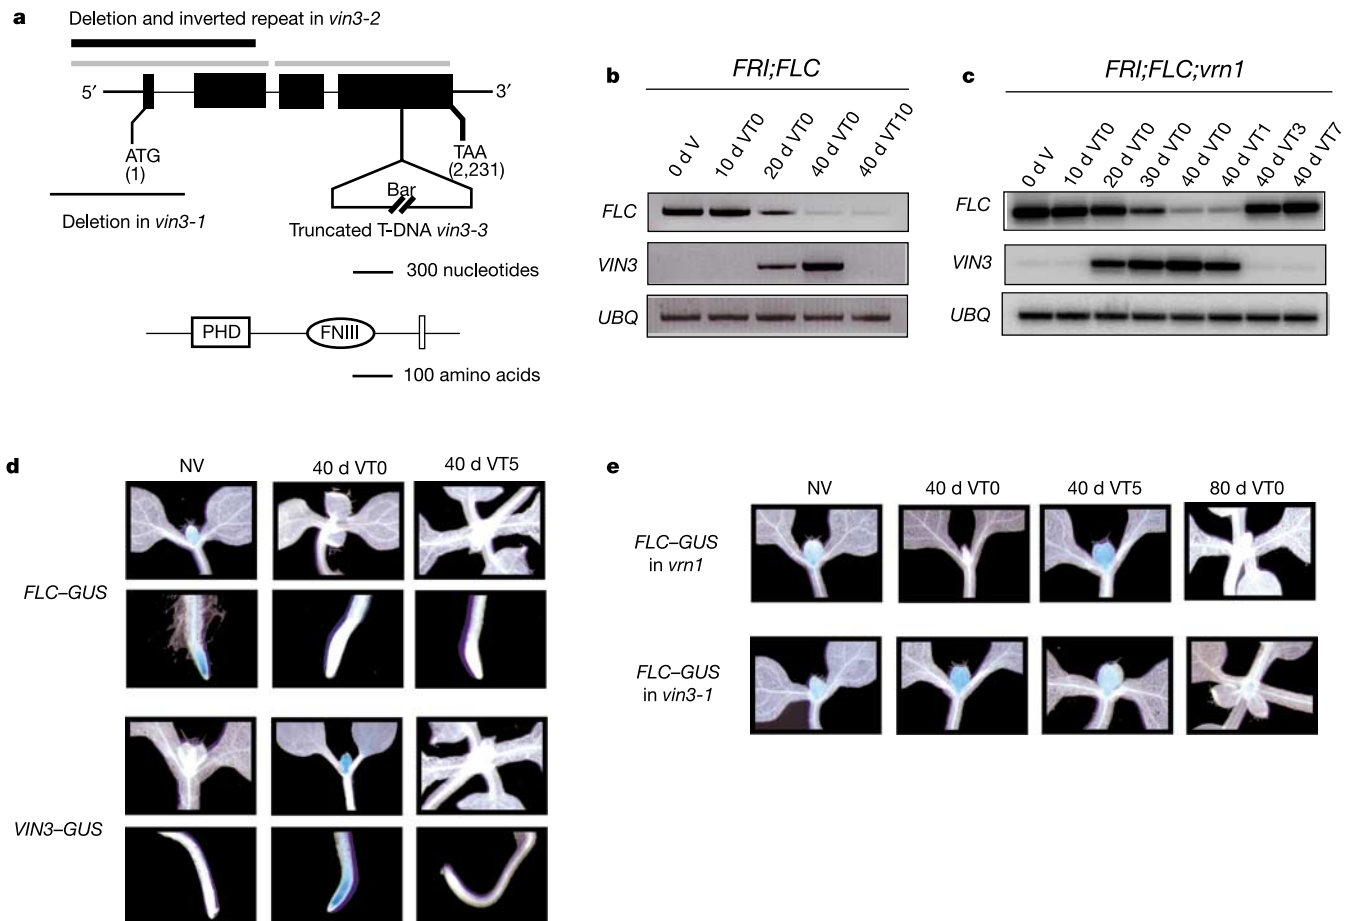 a
Deletion and inverted repeat in vin3-2
5′
3′
ATG
(1)
TAA
(2,231)
Bar
Deletion in vin3-1
Truncated T-DNA vin3-3
300 nucleotides
PHD
FNIII
100 amino acids
b
FRI;FLC
0 d V
10 d VT0
20 d VT0
40 d VT0
40 d VT10
FLC
VIN3
UBQ
c
FRI;FLC;vrn1
0 d V
10 d VT0
20 d VT0
30 d VT0
40 d VT0
40 d VT1
40 d VT3
40 d VT7
FLC
VIN3
UBQ
d
NV
40 d VT0
40 d VT5
FLC–GUS
VIN3–GUS
e
NV
40 d VT0
40 d VT5
80 d VT0
FLC–GUS
in vrn1
FLC–GUS
in vin3-1